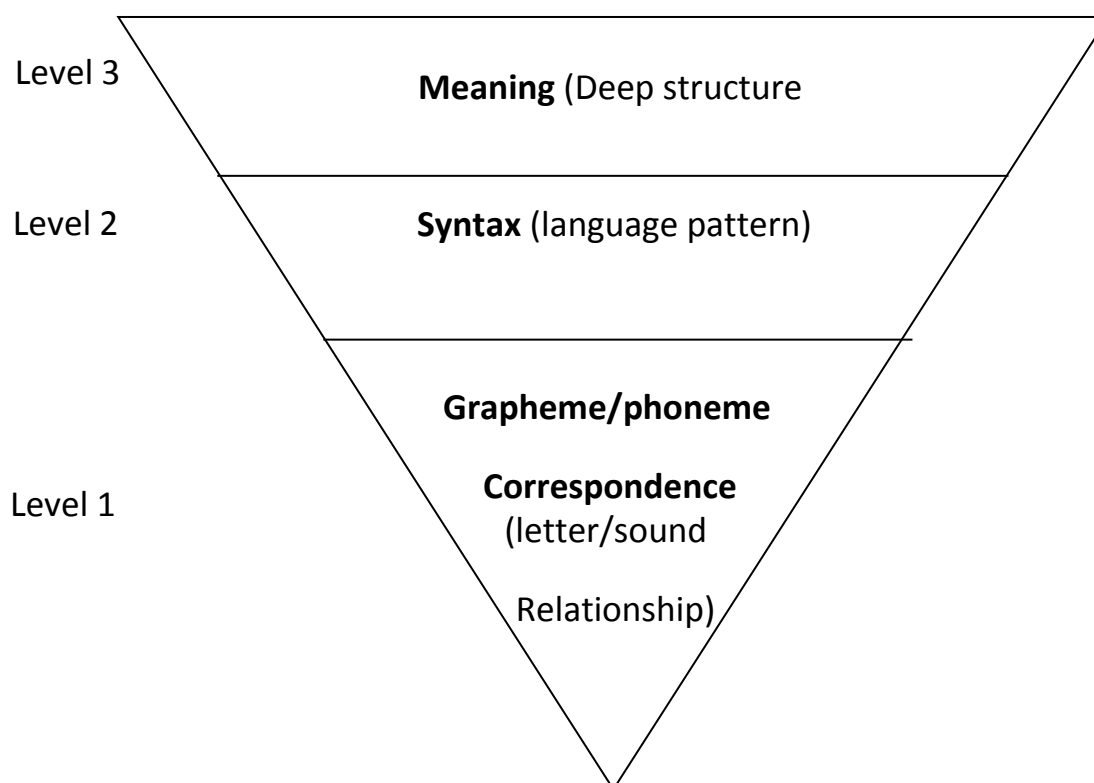 Level 3
Meaning (Deep structure
Level 2
Syntax (language pattern)
Grapheme/phoneme
Correspondence
Level 1
(letter/sound
Relationship)